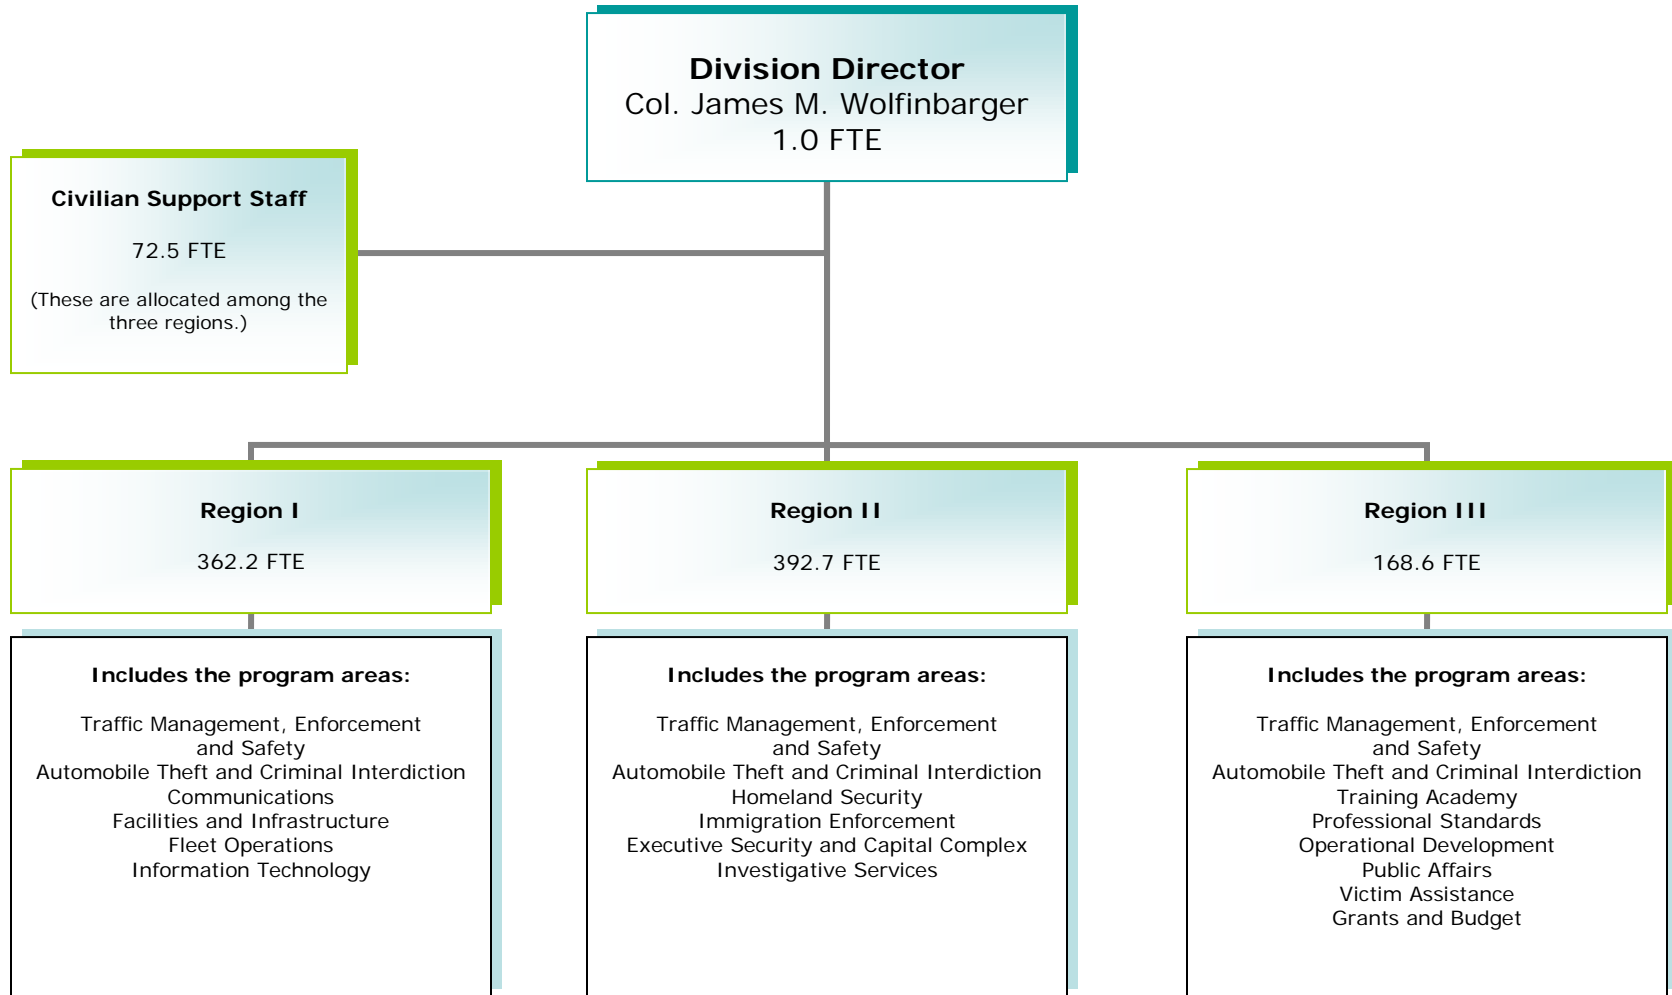 Division Director
Col. James M. Wolfinbarger
1.0 FTE
Civilian Support Staff
72.5 FTE
(These are allocated among the
three regions.)
Region I
362.2 FTE
Region II
392.7 FTE
Region III
168.6 FTE
Includes the program areas:
Traffic Management, Enforcement
and Safety
Automobile Theft and Criminal Interdiction
Communications
Facilities and Infrastructure
Fleet Operations
Information Technology
Includes the program areas:
Traffic Management, Enforcement
and Safety
Automobile Theft and Criminal Interdiction
Homeland Security
Immigration Enforcement
Executive Security and Capital Complex
Investigative Services
Includes the program areas:
Traffic Management, Enforcement
and Safety
Automobile Theft and Criminal Interdiction
Training Academy
Professional Standards
Operational Development
Public Affairs
Victim Assistance
Grants and Budget